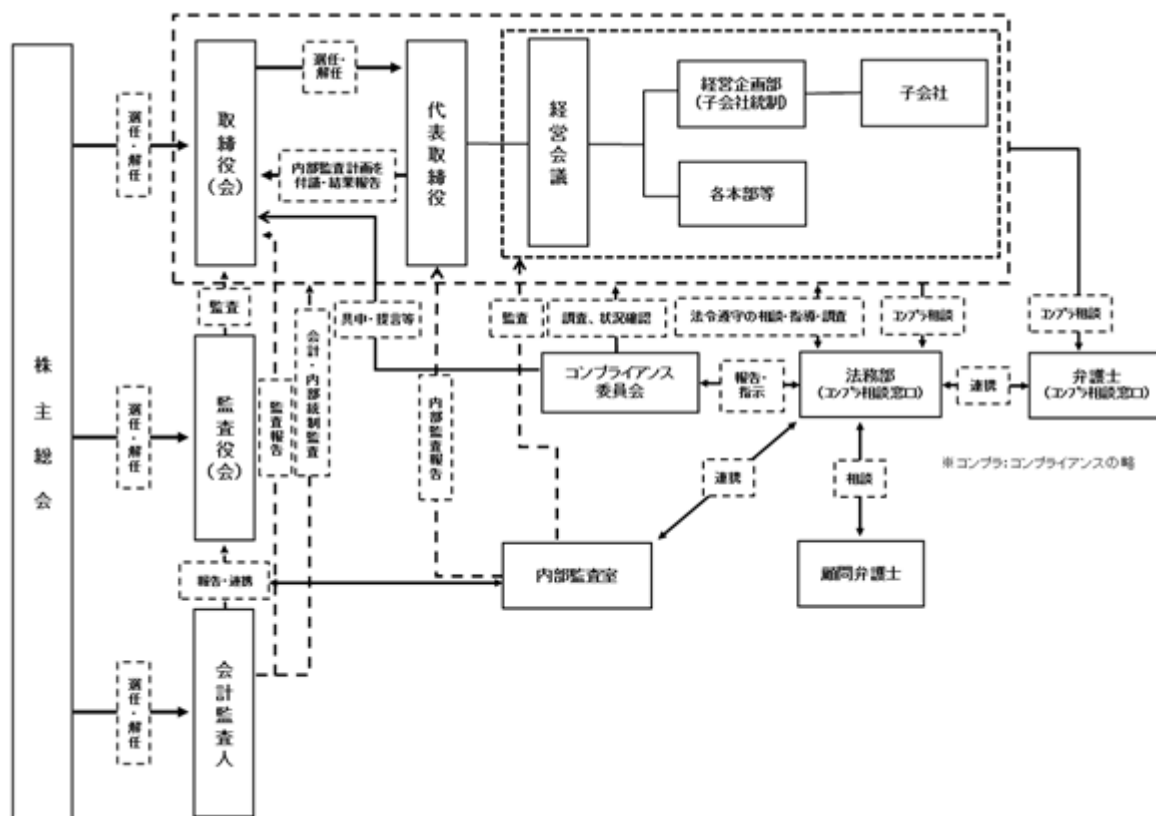 株主総会
選任・解任
選任・解任
選任・解任
取締役(会)
監査役(会)
会計監査人
選任・
解任
内部監査計画を
付議・結果報告
代表取締役
経営会議
経営企画部
(子会社統制)
子会社
各本部等
監査
監査報告
会計・内部統制監査
具申・提言等
内部監査報告
監査
調査、状況確認
法令遵守の相談・指導・調査
コンプラ相談
コンプラ相談
コンプライアンス
委員会
報告・
指示
法務部
(コンプラ相談窓口)
連携
弁護士
(コンプラ相談窓口)
※コンプラ:コンプライアンスの略
連携
相談
報告・連携
内部監査室
顧問弁護士